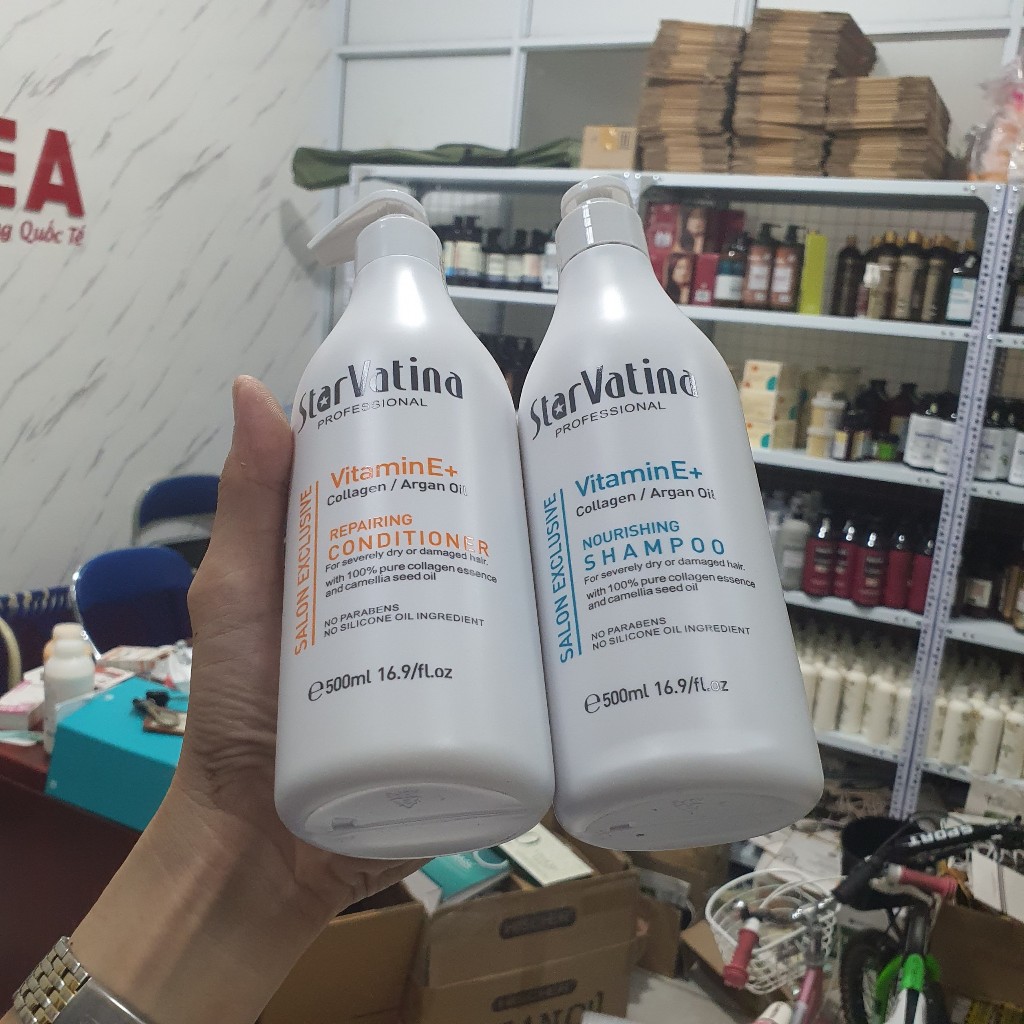 EA
g Quốc Tế
StarVatina
PROFESSIONAL
SALON EXCLUSIVE
VitaminE+
Collagen / Argan Oil
REPAIRING
CONDITIONER
For severely dry or damaged hair.
with 100% pure collagen essence
and camellia seed oil
NO PARABENS
NO SILICONE OIL INGREDIENT
e500ml 16.9/fl.oz
StarVatina
PROFESSIONAL
SALON EXCLUSIVE
VitaminE+
Collagen / Argan Oil
NOURISHING
SHAMPOO
For severely dry or damaged hair.
with 100% pure collagen essence
and camellia seed oil
NO PARABENS
NO SILICONE OIL INGREDIENT
e500ml 16.9/fl.oz
SPORT